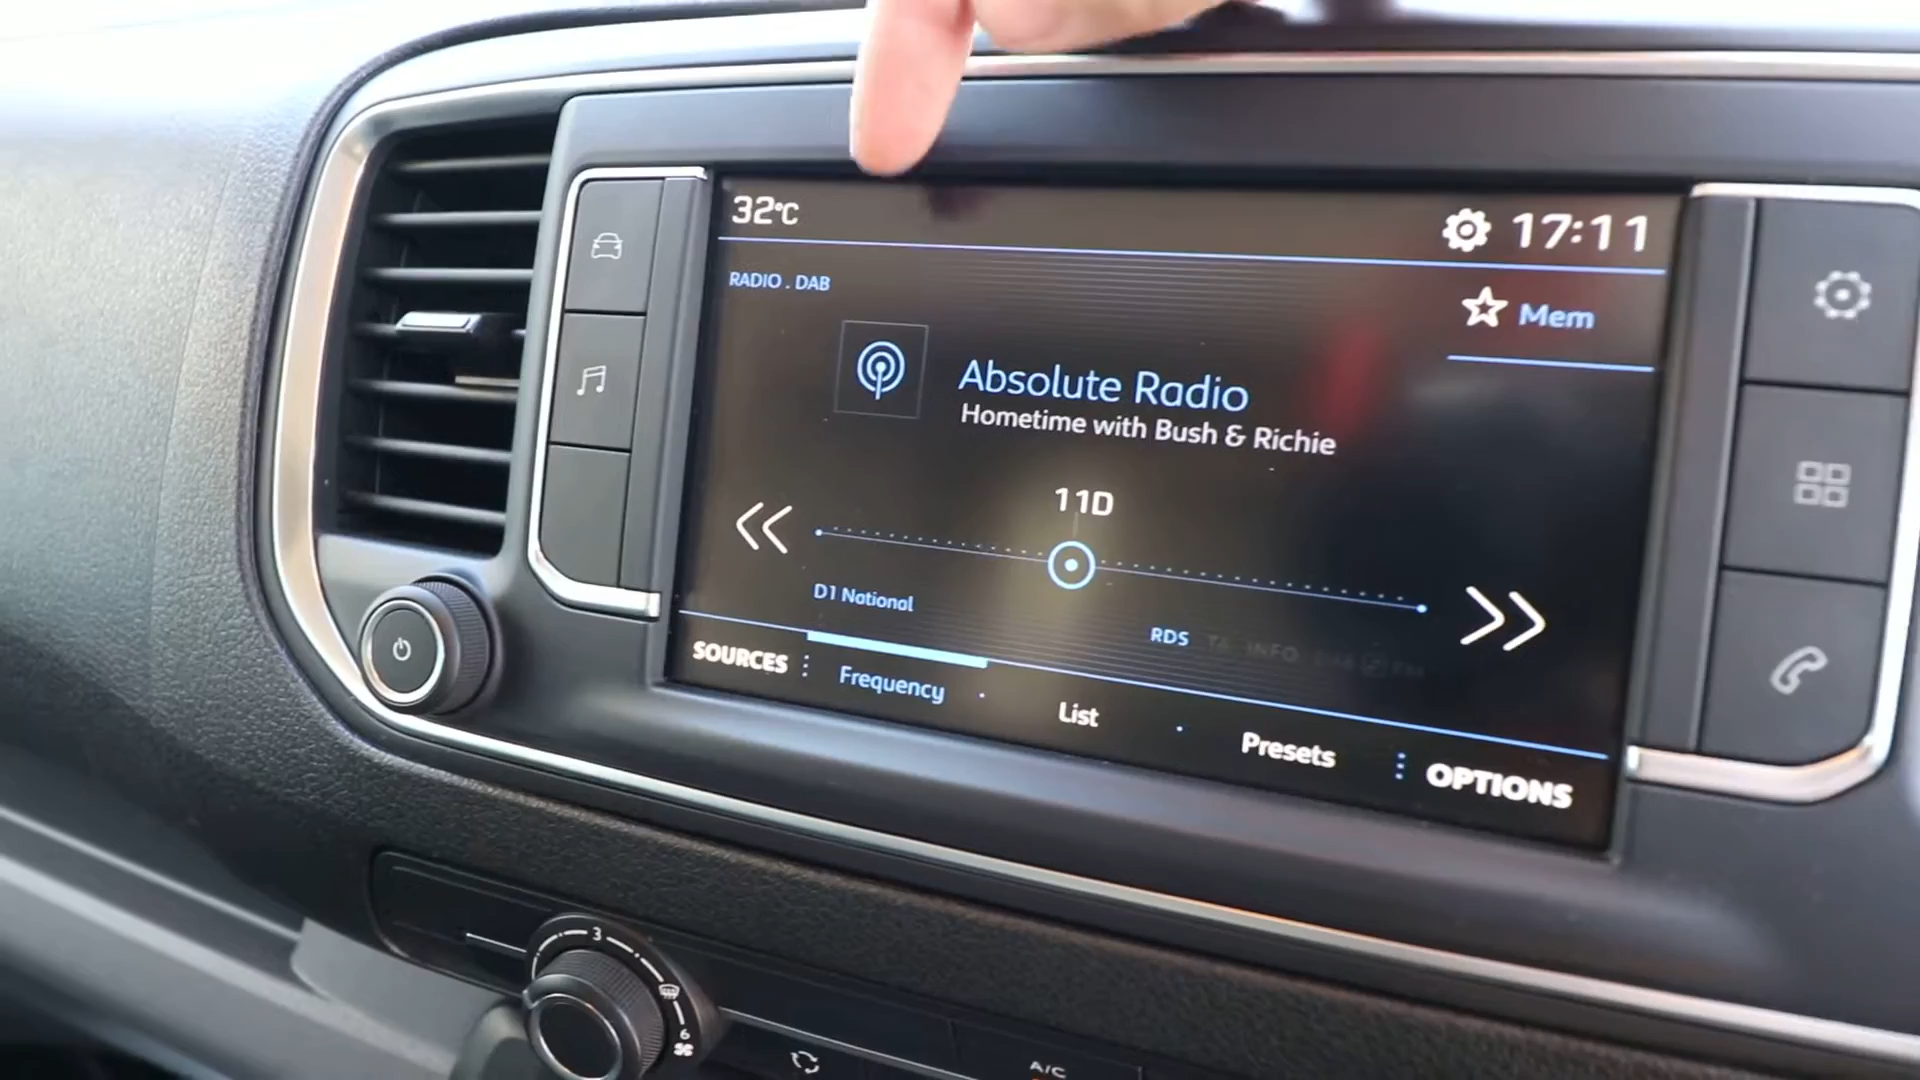 32°C
17:11
RADIO . DAB
Mem
Absolute Radio
Hometime with Bush & Richie
11D
D1 National
RDS TA INFO
FM
SOURCES
Frequency
List
Presets
OPTIONS
3
6
A/C